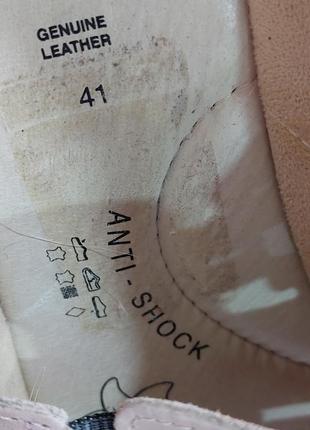 GENUINE
LEATHER
41
ANTI - SHOCK